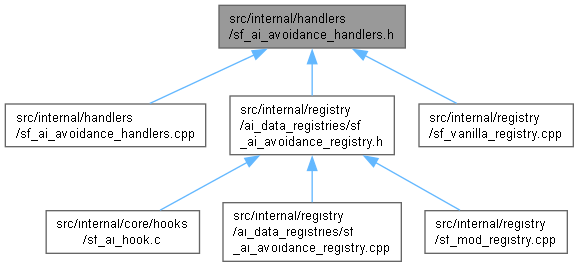 src/internal/handlers
/sf_ai_avoidance_handlers.h
src/internal/handlers
/sf_ai_avoidance_handlers.cpp
src/internal/registry
/ai_data_registries/sf
_ai_avoidance_registry.h
src/internal/registry
/sf_vanilla_registry.cpp
src/internal/core/hooks
/sf_ai_hook.c
src/internal/registry
/ai_data_registries/sf
_ai_avoidance_registry.cpp
src/internal/registry
/sf_mod_registry.cpp